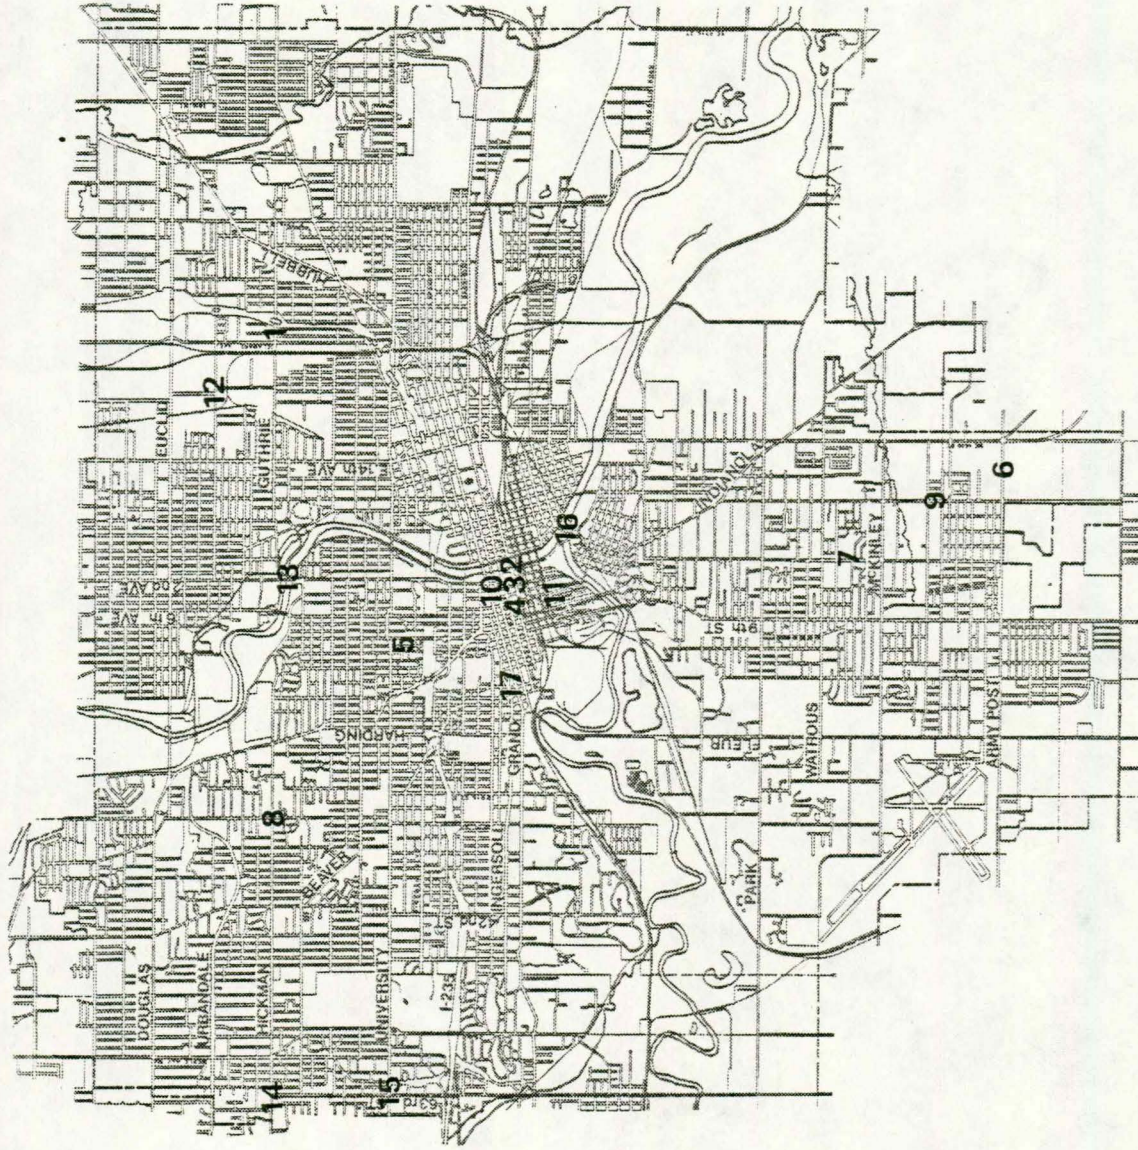 HUBBELL
1
12
EUCLID
GUTHRIE
E 14th AVE
13
2nd AVE
6th AVE
16
10
4 3 2
11
INDIANOLA
6
9
7
McKINLEY
9th ST
5
17
HARDING
GRAND
FLEUR
WATROUS
ARMY POST
8
BEAVER
INGERSOLL
42nd ST
PARK
DOUGLAS
URBANDALE
HICKMAN
UNIVERSITY
I-235
14
15
63rd